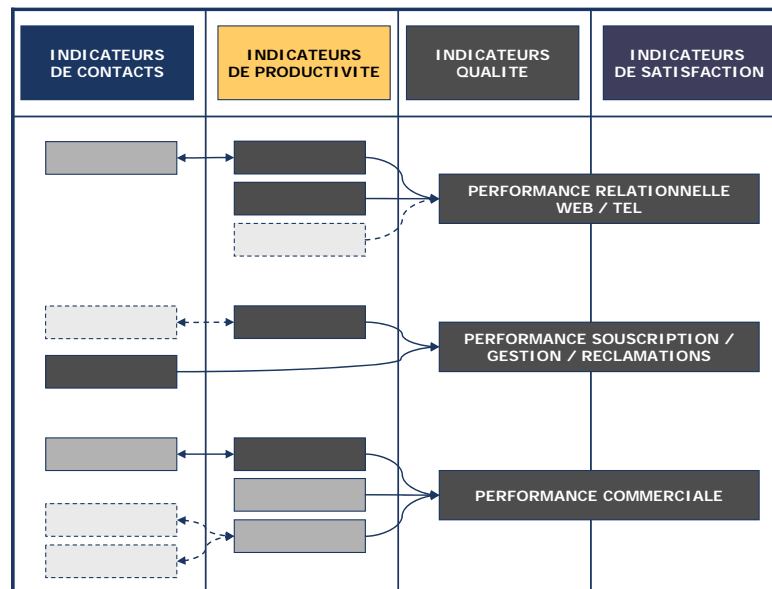 INDICATEURS
DE CONTACTS
INDICATEURS
DE PRODUCTIVITE
INDICATEURS
QUALITE
INDICATEURS
DE SATISFACTION
PERFORMANCE RELATIONNELLE
WEB / TEL
PERFORMANCE SOUSCRIPTION /
GESTION / RECLAMATIONS
PERFORMANCE COMMERCIALE